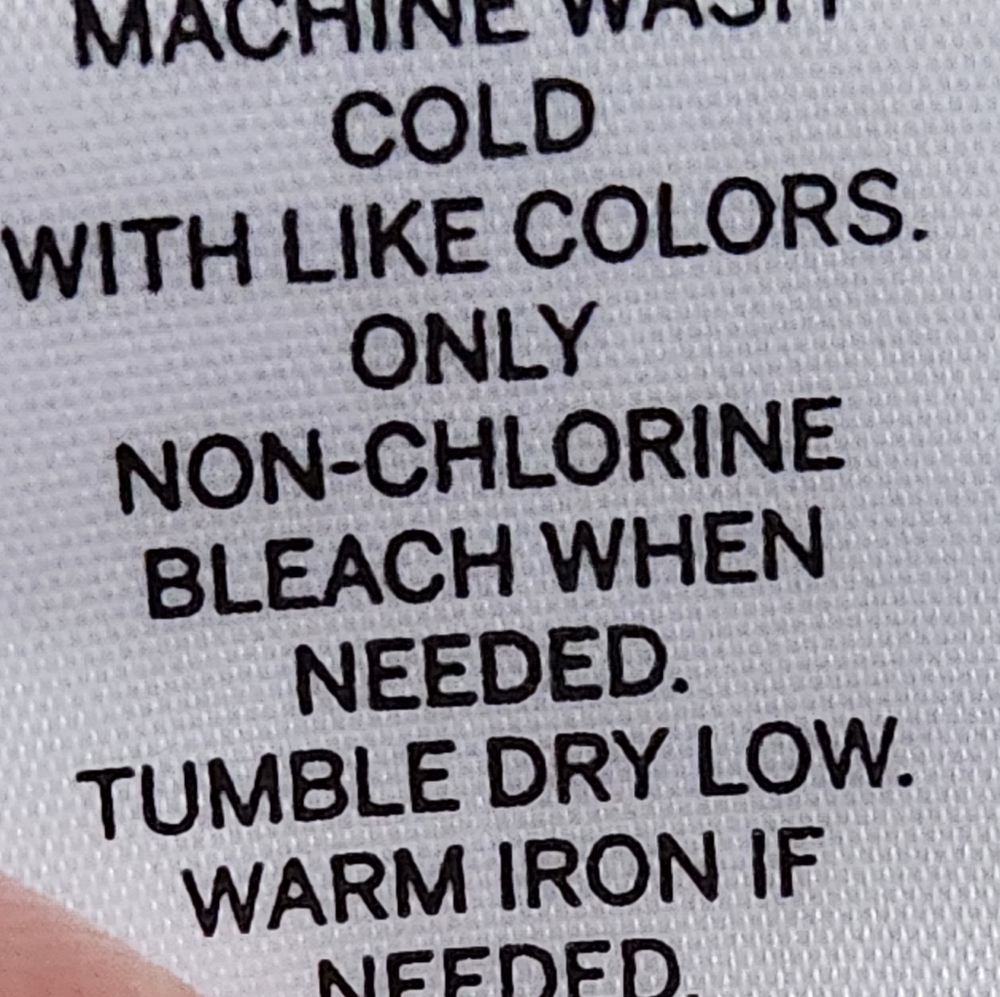 MACHINE WASH
COLD
WITH LIKE COLORS.
ONLY
NON-CHLORINE
BLEACH WHEN
NEEDED.
TUMBLE DRY LOW.
WARM IRON IF
NEEDED.